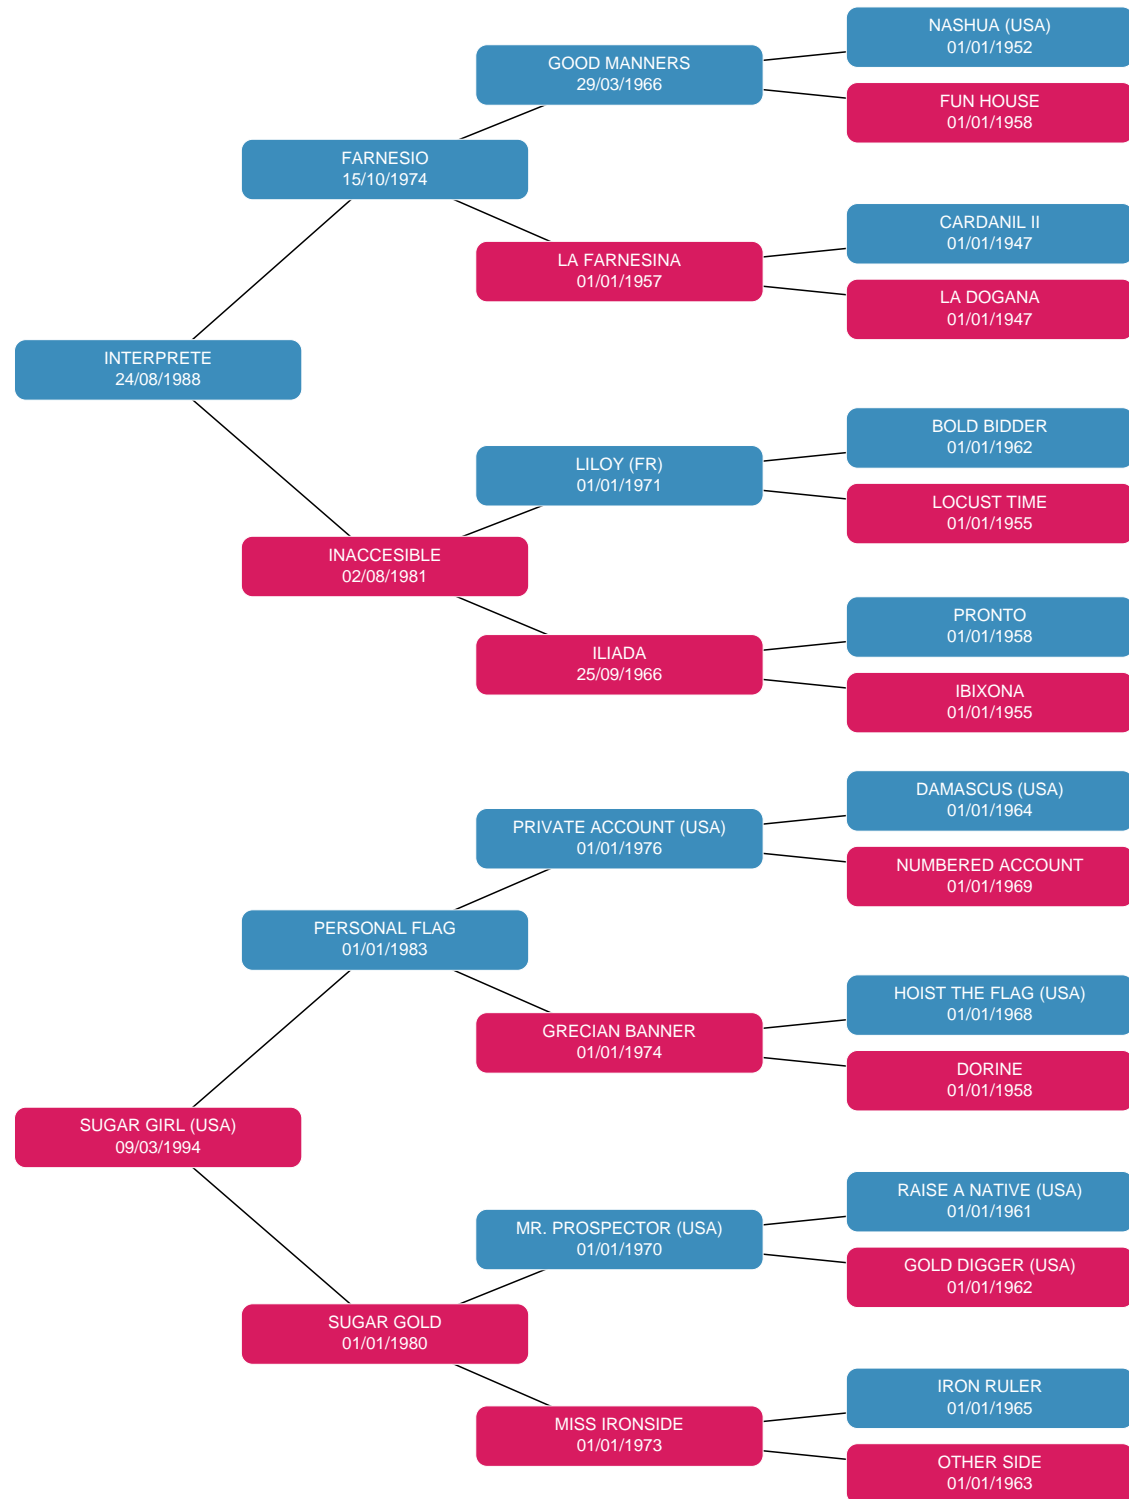 NASHUA (USA)
01/01/1952
GOOD MANNERS
29/03/1966
FUN HOUSE
01/01/1958
FARNESIO
15/10/1974
CARDANIL II
01/01/1947
LA FARNESINA
01/01/1957
LA DOGANA
01/01/1947
INTERPRETE
24/08/1988
BOLD BIDDER
01/01/1962
LILOY (FR)
01/01/1971
LOCUST TIME
01/01/1955
INACCESIBLE
02/08/1981
PRONTO
01/01/1958
ILIADA
25/09/1966
IBIXONA
01/01/1955
DAMASCUS (USA)
01/01/1964
PRIVATE ACCOUNT (USA)
01/01/1976
NUMBERED ACCOUNT
01/01/1969
PERSONAL FLAG
01/01/1983
HOIST THE FLAG (USA)
01/01/1968
GRECIAN BANNER
01/01/1974
DORINE
01/01/1958
SUGAR GIRL (USA)
09/03/1994
RAISE A NATIVE (USA)
01/01/1961
MR. PROSPECTOR (USA)
01/01/1970
GOLD DIGGER (USA)
01/01/1962
SUGAR GOLD
01/01/1980
IRON RULER
01/01/1965
MISS IRONSIDE
01/01/1973
OTHER SIDE
01/01/1963